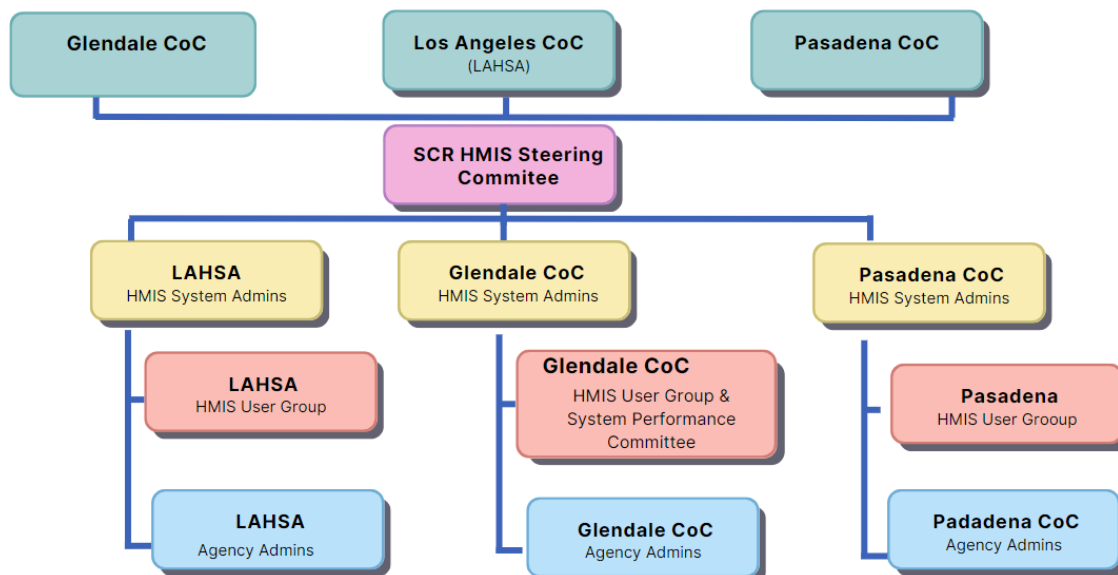 Glendale CoC
Los Angeles CoC
(LAHSA)
Pasadena CoC
SCR HMIS Steering
Commitee
LAHSA
HMIS System Admins
Glendale CoC
HMIS System Admins
Pasadena CoC
HMIS System Admins
LAHSA
HMIS User Group
Glendale CoC
HMIS User Group &
System Performance
Committee
Pasadena
HMIS User Grooup
LAHSA
Agency Admins
Glendale CoC
Agency Admins
Padadena CoC
Agency Admins